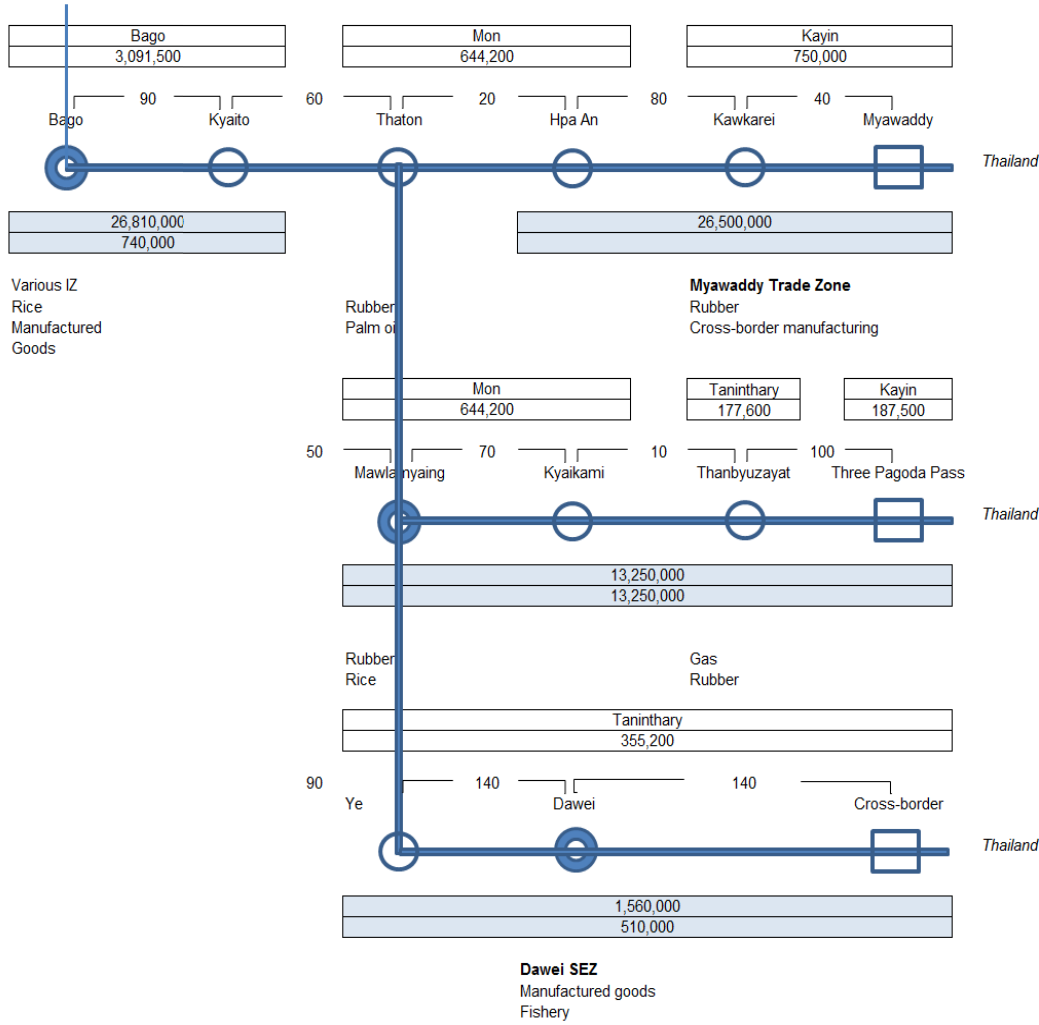 Bago Mon Kayin
3,091,500 644,200 750,000
90 60 20 80 40
Bago Kyaito Thaton Hpa An Kawkarei Myawaddy
Thailand
26,810,000 26,500,000
740,000
Various IZ Myawaddy Trade Zone
Rice Rubber Rubber
Manufactured Palm oil Cross-border manufacturing
Goods
Mon Taninthary Kayin
644,200 177,600 187,500
50 70 10 100
Mawlamyaing Kyaikami Thanbyuzayat Three Pagoda Pass
Thailand
13,250,000
13,250,000
Rubber Gas
Rice Rubber
Taninthary
355,200
90 140 140
Ye Dawei Cross-border
Thailand
1,560,000
510,000
Dawei SEZ
Manufactured goods
Fishery